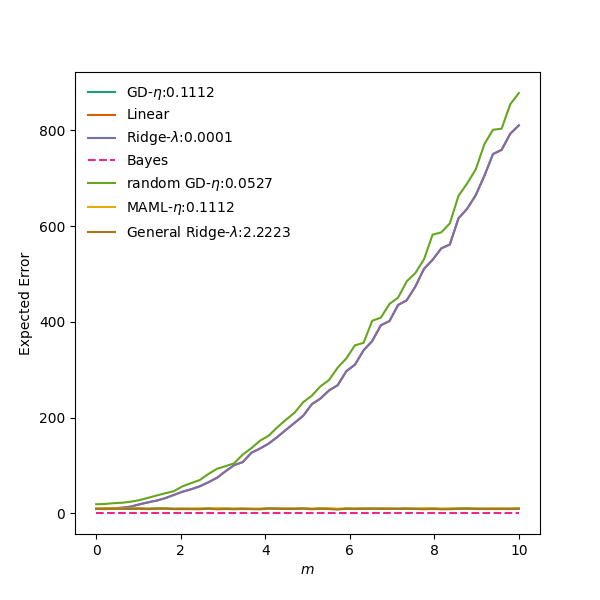 GD-η:0.1112
Linear
Ridge-λ:0.0001
Bayes
random GD-η:0.0527
MAML-η:0.1112
General Ridge-λ:2.2223
Expected Error
800
600
400
200
0
0 2 4 6 8 10
m